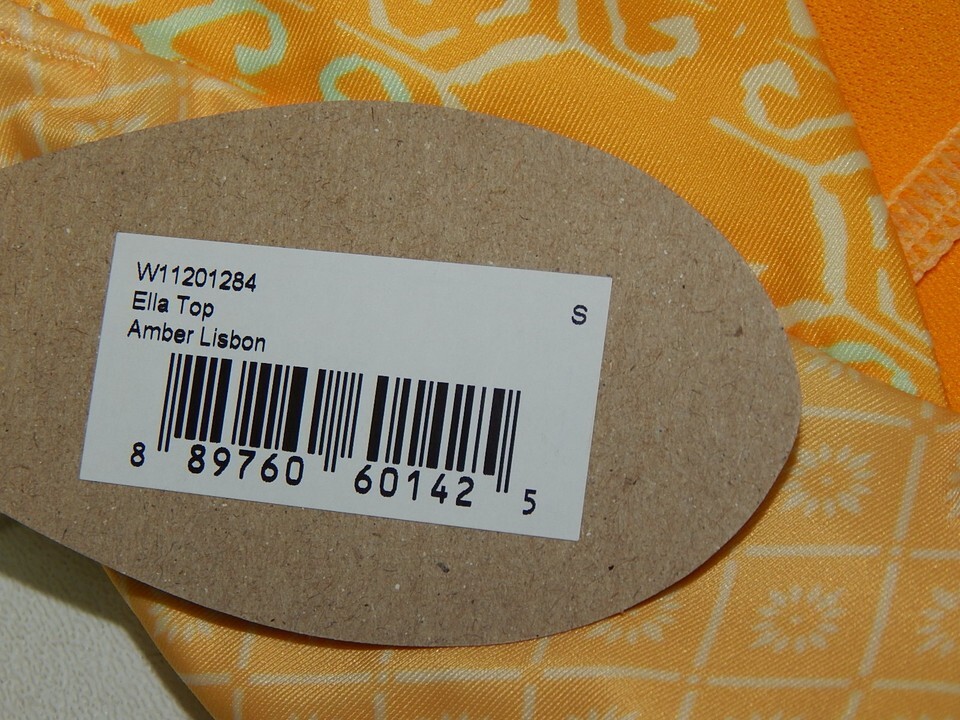 W11201284
Ella Top
Amber Lisbon
S
8 89760 60142 5